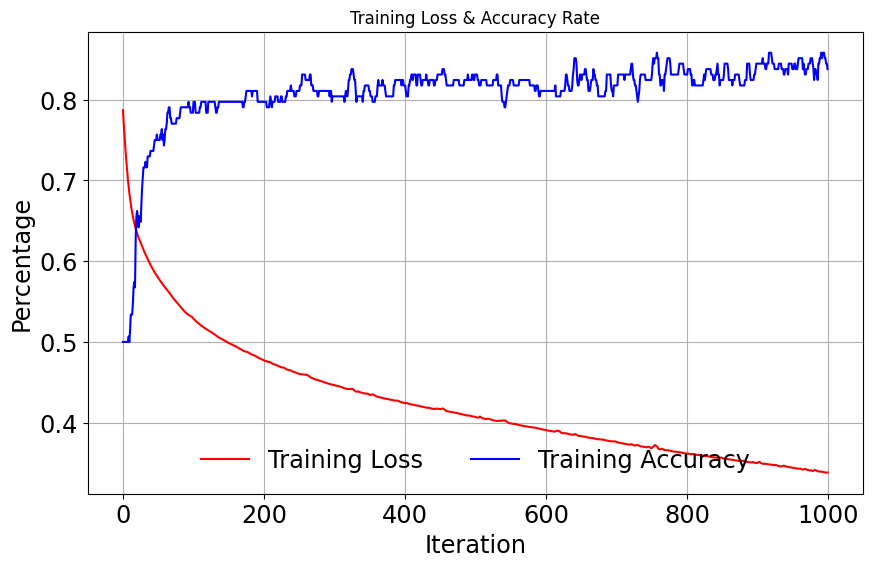 Training Loss & Accuracy Rate
Percentage
0.8
0.7
0.6
0.5
0.4
Training Loss Training Accuracy
0 200 400 600 800 1000
Iteration